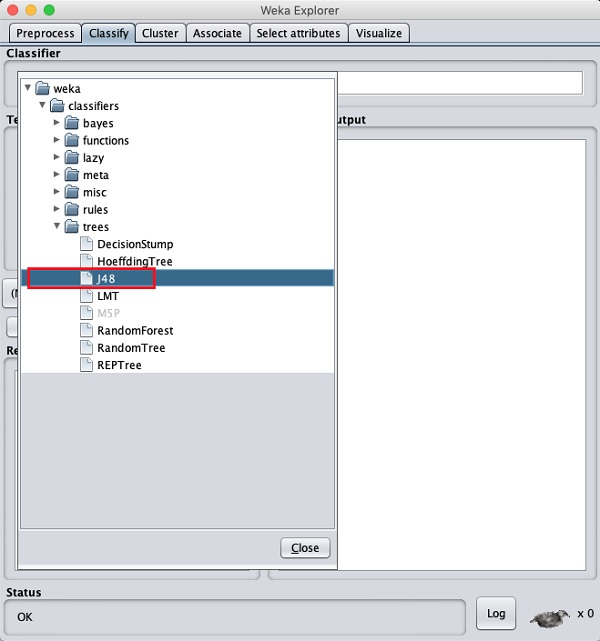 Weka Explorer
Preprocess Classify Cluster Associate Select attributes Visualize
Classifier
weka
classifiers
Te
utput
bayes
functions
lazy
meta
misc
rules
trees
DecisionStump
HoeffdingTree
J48
LMT
M5P
RandomForest
RandomTree
Re
REPTree
Close
Status
OK
Log
x 0